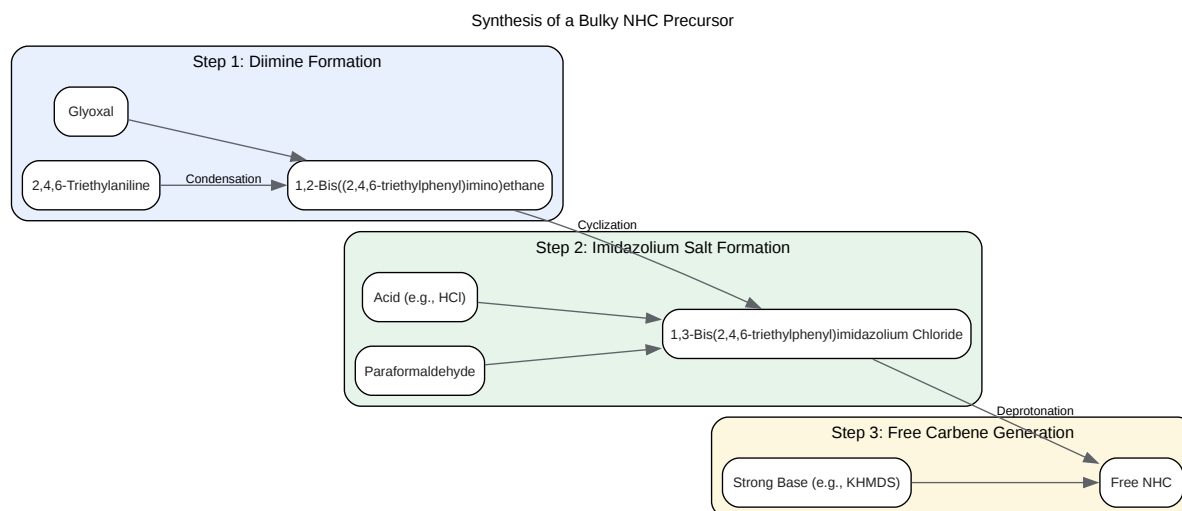 Synthesis of a Bulky NHC Precursor
Step 1: Diimine Formation
Glyoxal
2,4,6-Triethylaniline
Condensation
1,2-Bis((2,4,6-triethylphenyl)imino)ethane
Cyclization
Step 2: Imidazolium Salt Formation
Acid (e.g., HCl)
1,3-Bis(2,4,6-triethylphenyl)imidazolium Chloride
Paraformaldehyde
Deprotonation
Step 3: Free Carbene Generation
Strong Base (e.g., KHMDS)
Free NHC